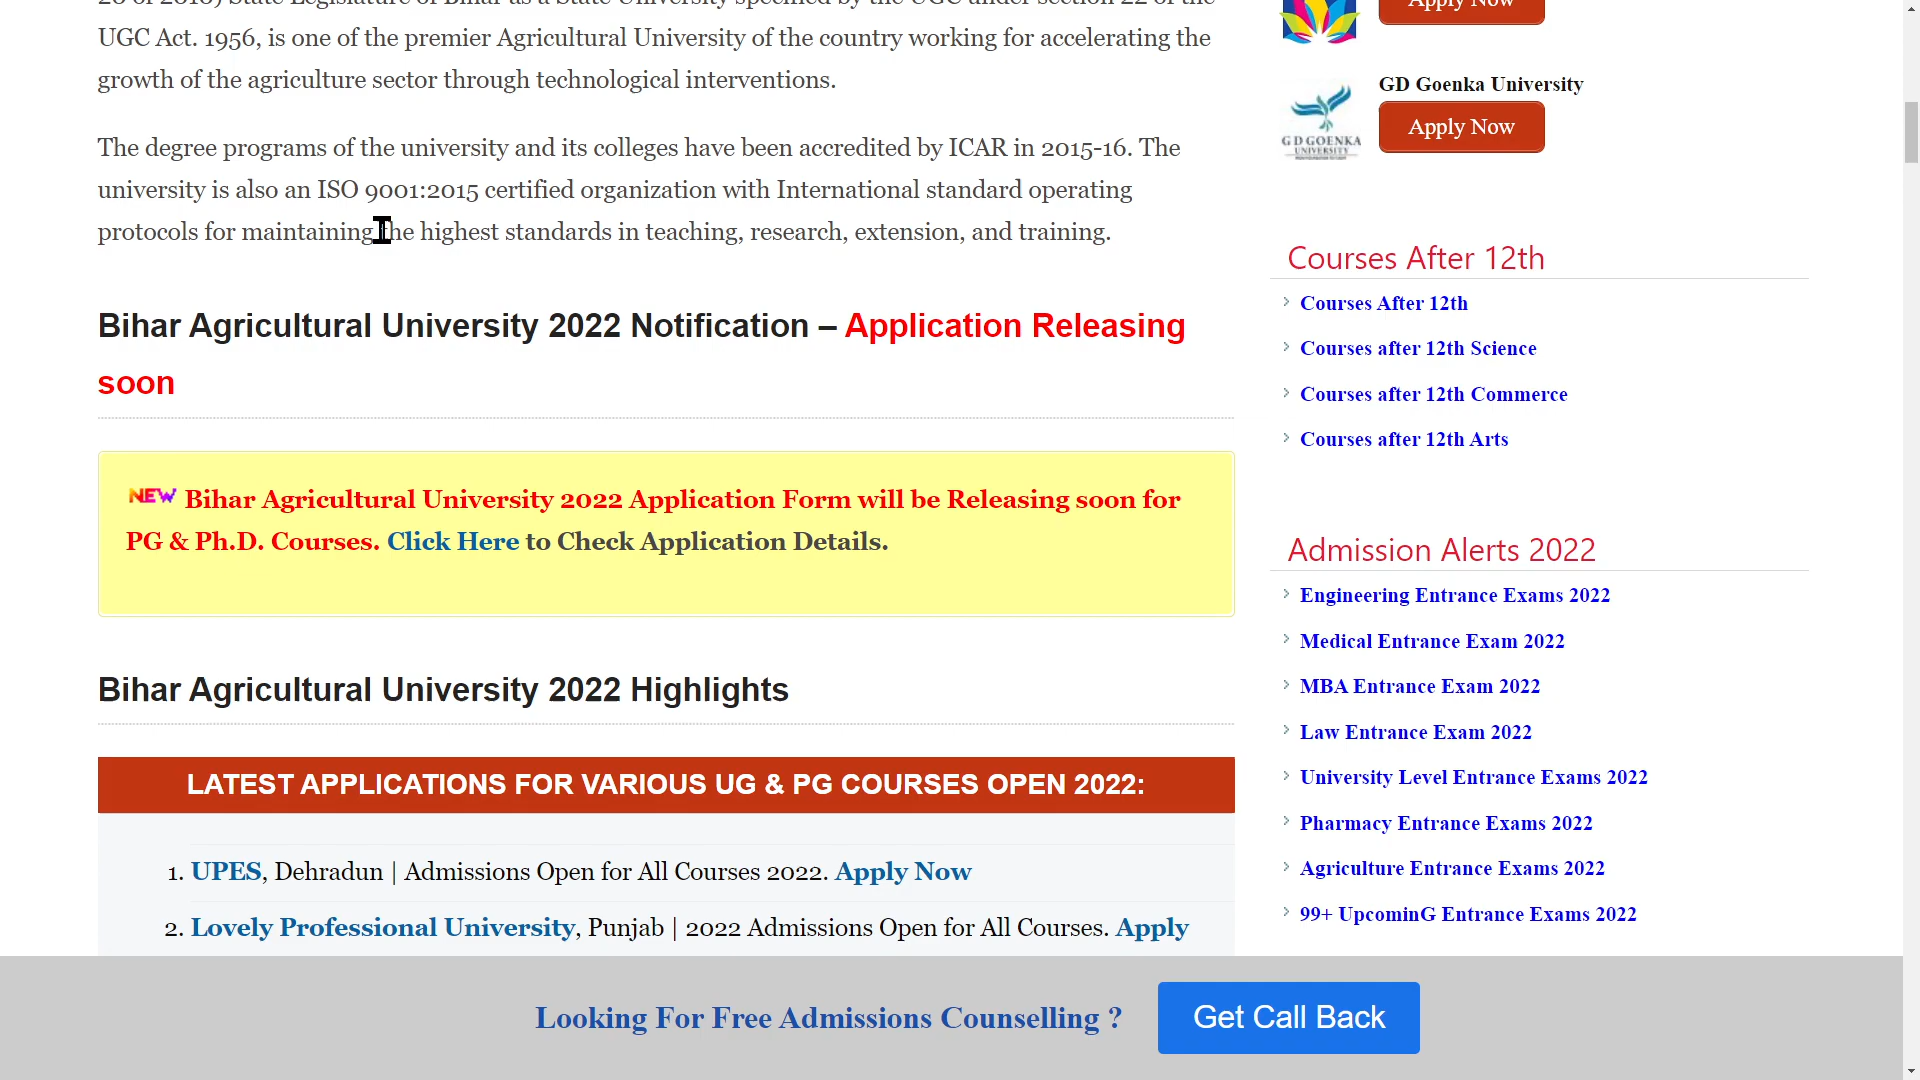 UGC Act. 1956, is one of the premier Agricultural University of the country working for accelerating the
growth of the agriculture sector through technological interventions.
The degree programs of the university and its colleges have been accredited by ICAR in 2015-16. The
university is also an ISO 9001:2015 certified organization with International standard operating
protocols for maintaining the highest standards in teaching, research, extension, and training.
Bihar Agricultural University 2022 Notification – Application Releasing
soon
NEW Bihar Agricultural University 2022 Application Form will be Releasing soon for
PG & Ph.D. Courses. Click Here to Check Application Details.
Bihar Agricultural University 2022 Highlights
LATEST APPLICATIONS FOR VARIOUS UG & PG COURSES OPEN 2022:
1. UPES, Dehradun | Admissions Open for All Courses 2022. Apply Now
2. Lovely Professional University, Punjab | 2022 Admissions Open for All Courses. Apply
Apply Now
GD Goenka University
G D GOENKA
UNIVERSITY
Apply Now
Courses After 12th
Courses After 12th
Courses after 12th Science
Courses after 12th Commerce
Courses after 12th Arts
Admission Alerts 2022
Engineering Entrance Exams 2022
Medical Entrance Exam 2022
MBA Entrance Exam 2022
Law Entrance Exam 2022
University Level Entrance Exams 2022
Pharmacy Entrance Exams 2022
Agriculture Entrance Exams 2022
99+ UpcominG Entrance Exams 2022
Looking For Free Admissions Counselling ?
Get Call Back